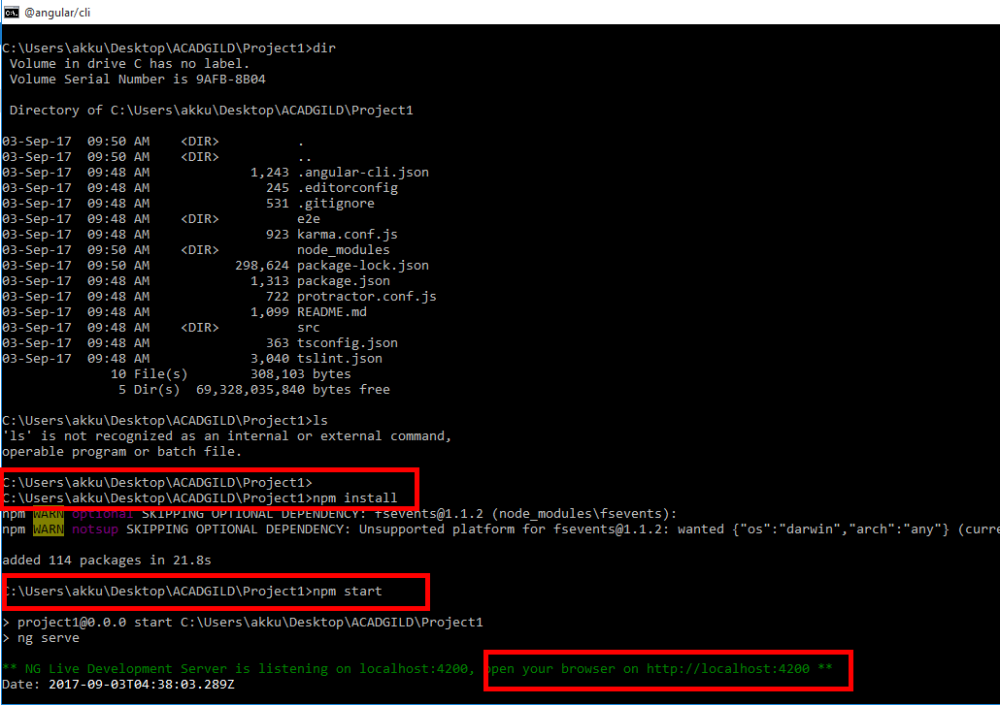 @angular/cli
C:\Users\akku\Desktop\ACADGILD\Project1>dir
Volume in drive C has no label.
Volume Serial Number is 9AFB-8B04
Directory of C:\Users\akku\Desktop\ACADGILD\Project1
03-Sep-17 09:50 AM <DIR> .
03-Sep-17 09:50 AM <DIR> ..
03-Sep-17 09:48 AM 1,243 .angular-cli.json
03-Sep-17 09:48 AM 245 .editorconfig
03-Sep-17 09:48 AM 531 .gitignore
03-Sep-17 09:48 AM <DIR> e2e
03-Sep-17 09:48 AM 923 karma.conf.js
03-Sep-17 09:50 AM <DIR> node_modules
03-Sep-17 09:50 AM 298,624 package-lock.json
03-Sep-17 09:48 AM 1,313 package.json
03-Sep-17 09:48 AM 722 protractor.conf.js
03-Sep-17 09:48 AM 1,099 README.md
03-Sep-17 09:48 AM <DIR> src
03-Sep-17 09:48 AM 363 tsconfig.json
03-Sep-17 09:48 AM 3,040 tslint.json
10 File(s) 308,103 bytes
5 Dir(s) 69,328,035,840 bytes free
C:\Users\akku\Desktop\ACADGILD\Project1>ls
'ls' is not recognized as an internal or external command,
operable program or batch file.
C:\Users\akku\Desktop\ACADGILD\Project1>
C:\Users\akku\Desktop\ACADGILD\Project1>npm install
npm WARN optional SKIPPING OPTIONAL DEPENDENCY: fsevents@1.1.2 (node_modules\fsevents):
npm WARN notsup SKIPPING OPTIONAL DEPENDENCY: Unsupported platform for fsevents@1.1.2: wanted {"os":"darwin","arch":"any"} (curre
added 114 packages in 21.8s
C:\Users\akku\Desktop\ACADGILD\Project1>npm start
> project1@0.0.0 start C:\Users\akku\Desktop\ACADGILD\Project1
> ng serve
** NG Live Development Server is listening on localhost:4200, open your browser on http://localhost:4200 **
Date: 2017-09-03T04:38:03.289Z